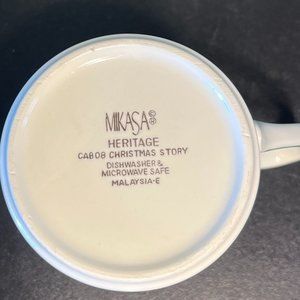 MIKASA®
HERITAGE
CAB08 CHRISTMAS STORY
DISHWASHER &
MICROWAVE SAFE
MALAYSIA-E